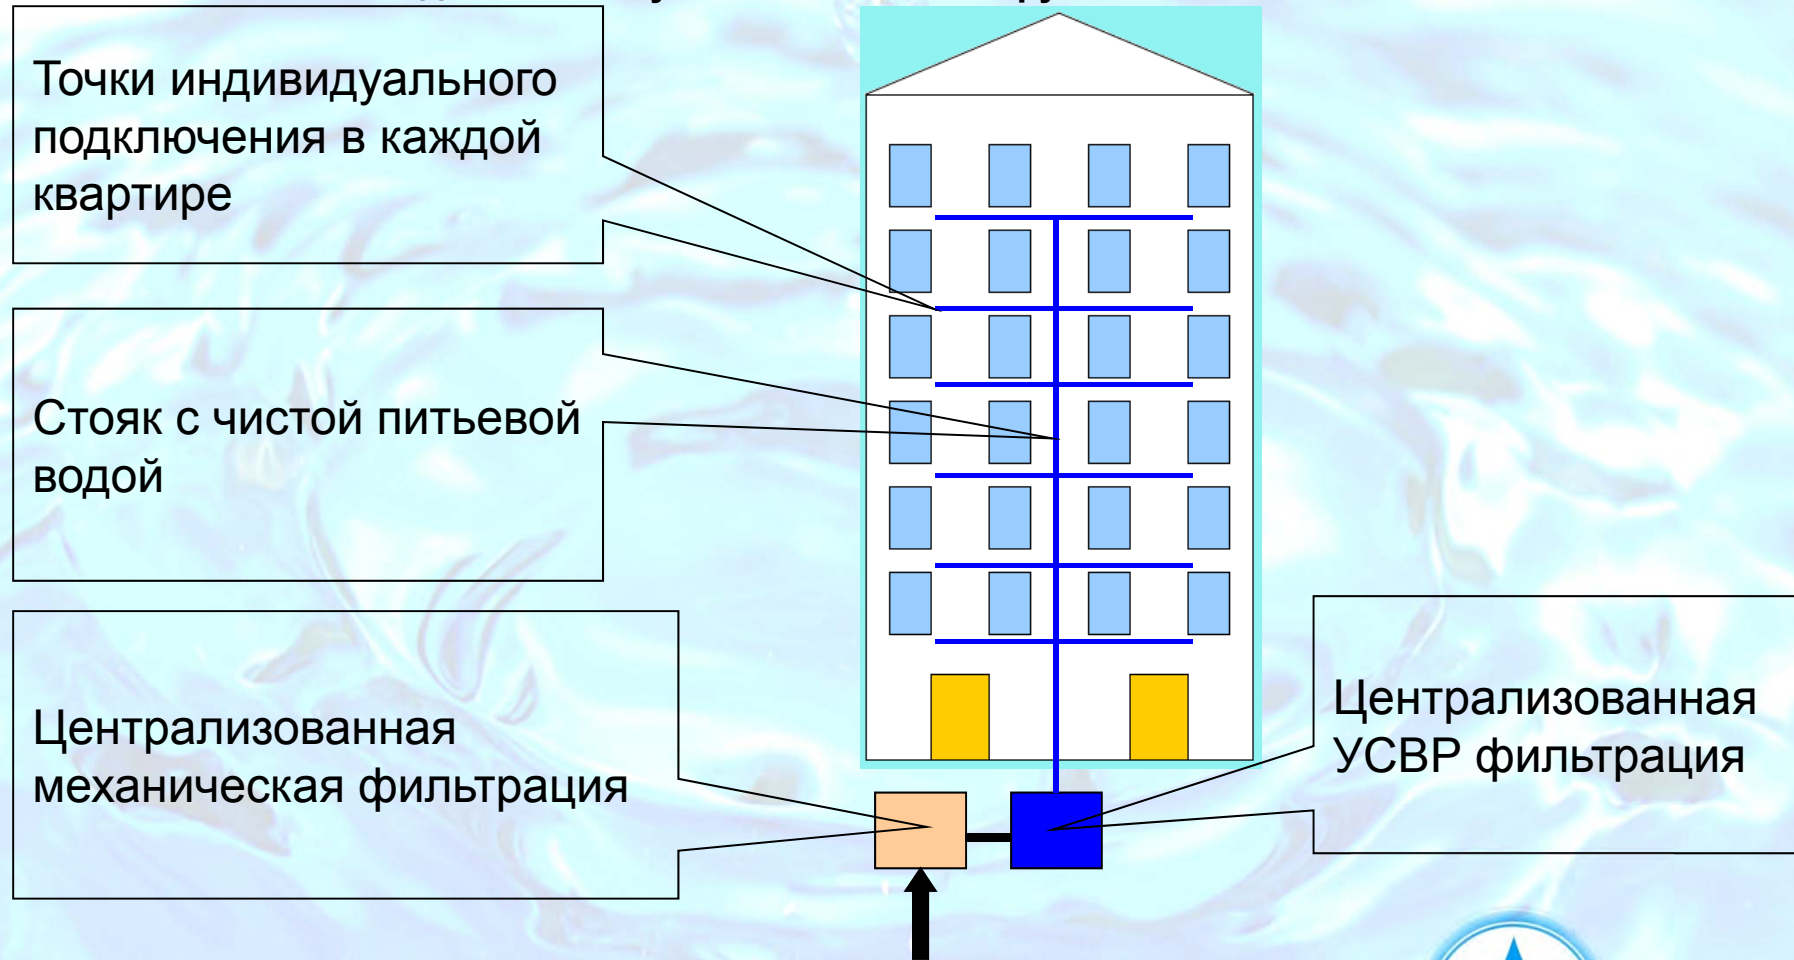 Точки индивидуального
подключения в каждой
квартире
Стояк с чистой питьевой
водой
Централизованная
механическая фильтрация
Централизованная
УСВР фильтрация